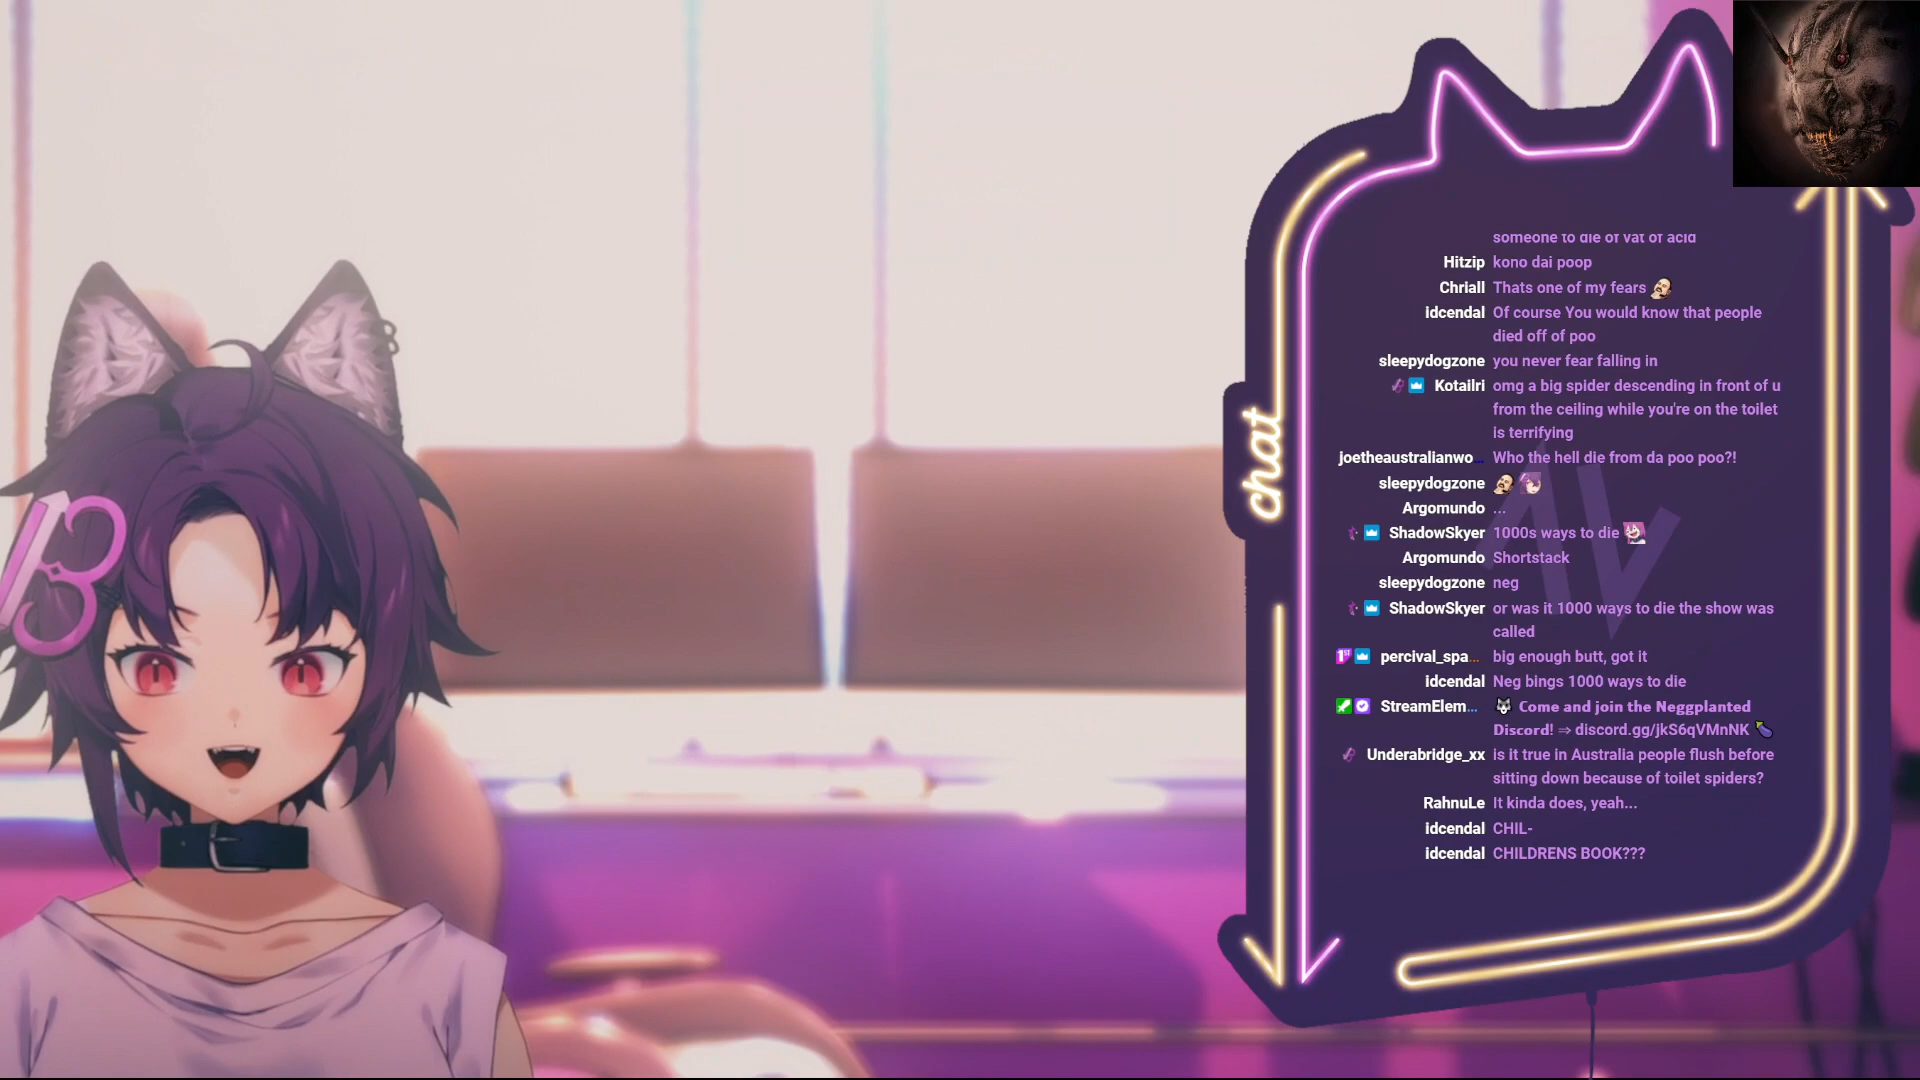 someone to die of vat of acid
Hitzip kono dai poop
Chriall Thats one of my fears
idcendal Of course You would know that people
died off of poo
sleepydogzone you never fear falling in
Kotailri omg a big spider descending in front of u
from the ceiling while you're on the toilet
is terrifying
joetheaustralianwo... Who the hell die from da poo poo?!
sleepydogzone
Argomundo ...
ShadowSkyer 1000s ways to die
Argomundo Shortstack
sleepydogzone neg
ShadowSkyer or was it 1000 ways to die the show was
called
percival_spa... big enough butt, got it
idcendal Neg bings 1000 ways to die
StreamElem... Come and join the Neggplanted
Discord! ⇒ discord.gg/jkS6qVMnNK
Underabridge_xx is it true in Australia people flush before
sitting down because of toilet spiders?
RahnuLe It kinda does, yeah...
idcendal CHIL-
idcendal CHILDRENS BOOK???
chat